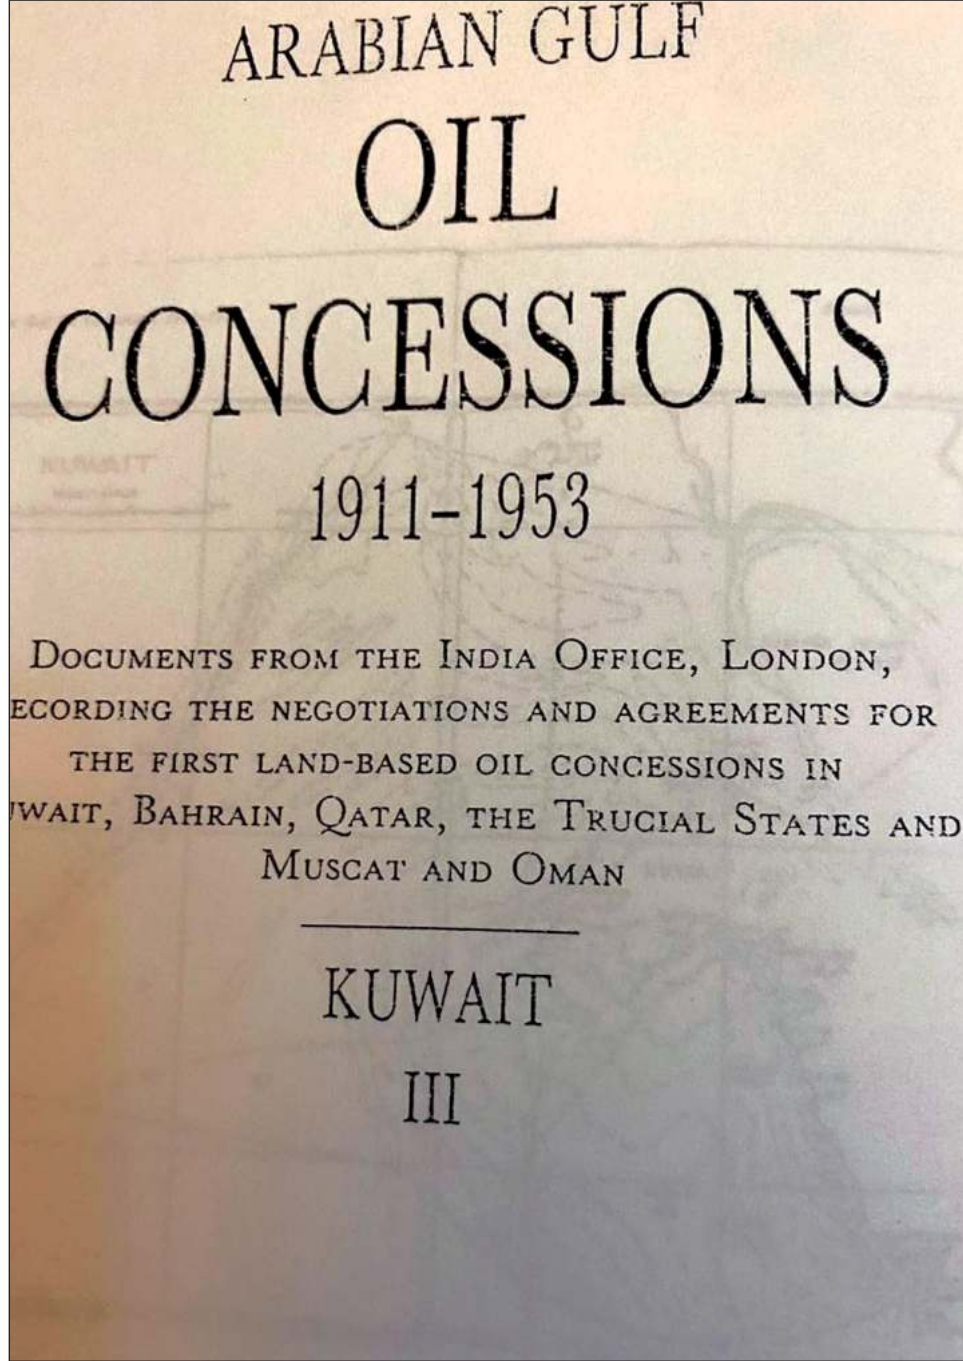 ARABIAN GULF
OIL
CONCESSIONS
1911–1953
DOCUMENTS FROM THE INDIA OFFICE, LONDON,
ECORDING THE NEGOTIATIONS AND AGREEMENTS FOR
THE FIRST LAND-BASED OIL CONCESSIONS IN
WAIT, BAHRAIN, QATAR, THE TRUCIAL STATES AND
MUSCAT AND OMAN
KUWAIT
III